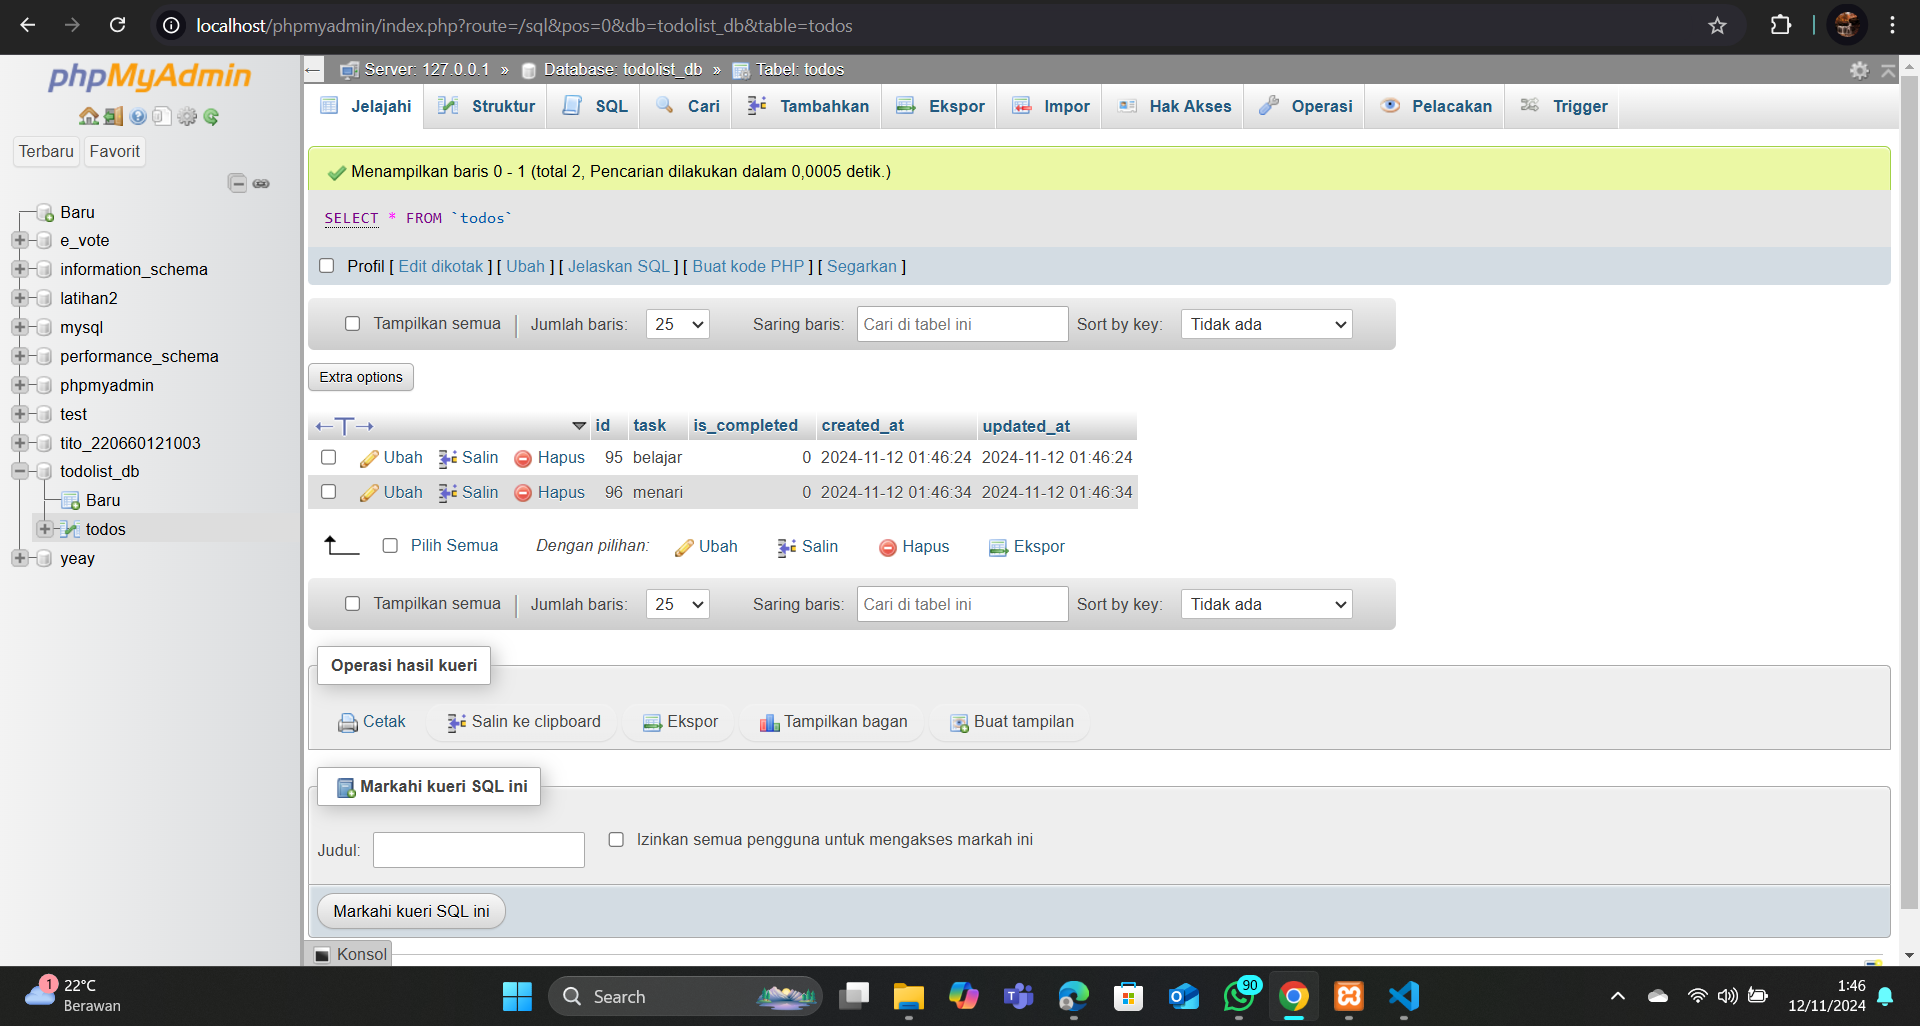 localhost/phpmyadmin/index.php?route=/sql&pos=0&db=todolist_db&table=todos
phpMyAdmin
Terbaru Favorit
Baru
e_vote
information_schema
latihan2
mysql
performance_schema
phpmyadmin
test
tito_220660121003
todolist_db
Baru
todos
yeay
Server: 127.0.0.1 » Database: todolist_db » Tabel: todos
Jelajahi Struktur SQL Cari Tambahkan Ekspor Impor Hak Akses Operasi Pelacakan Trigger
Menampilkan baris 0 - 1 (total 2, Pencarian dilakukan dalam 0,0005 detik.)
SELECT * FROM `todos`
Profil [ Edit dikotak ] [ Ubah ] [ Jelaskan SQL ] [ Buat kode PHP ] [ Segarkan ]
Tampilkan semua Jumlah baris: 25 Saring baris: Cari di tabel ini Sort by key: Tidak ada
Extra options
←T→ id task is_completed created_at updated_at
Ubah Salin Hapus 95 belajar 0 2024-11-12 01:46:24 2024-11-12 01:46:24
Ubah Salin Hapus 96 menari 0 2024-11-12 01:46:34 2024-11-12 01:46:34
Pilih Semua Dengan pilihan: Ubah Salin Hapus Ekspor
Tampilkan semua Jumlah baris: 25 Saring baris: Cari di tabel ini Sort by key: Tidak ada
Operasi hasil kueri
Cetak Salin ke clipboard Ekspor Tampilkan bagan Buat tampilan
Markahi kueri SQL ini
Judul: Izinkan semua pengguna untuk mengakses markah ini
Markahi kueri SQL ini
Konsol
1 22°C
Berawan
Search
90
1:46
12/11/2024